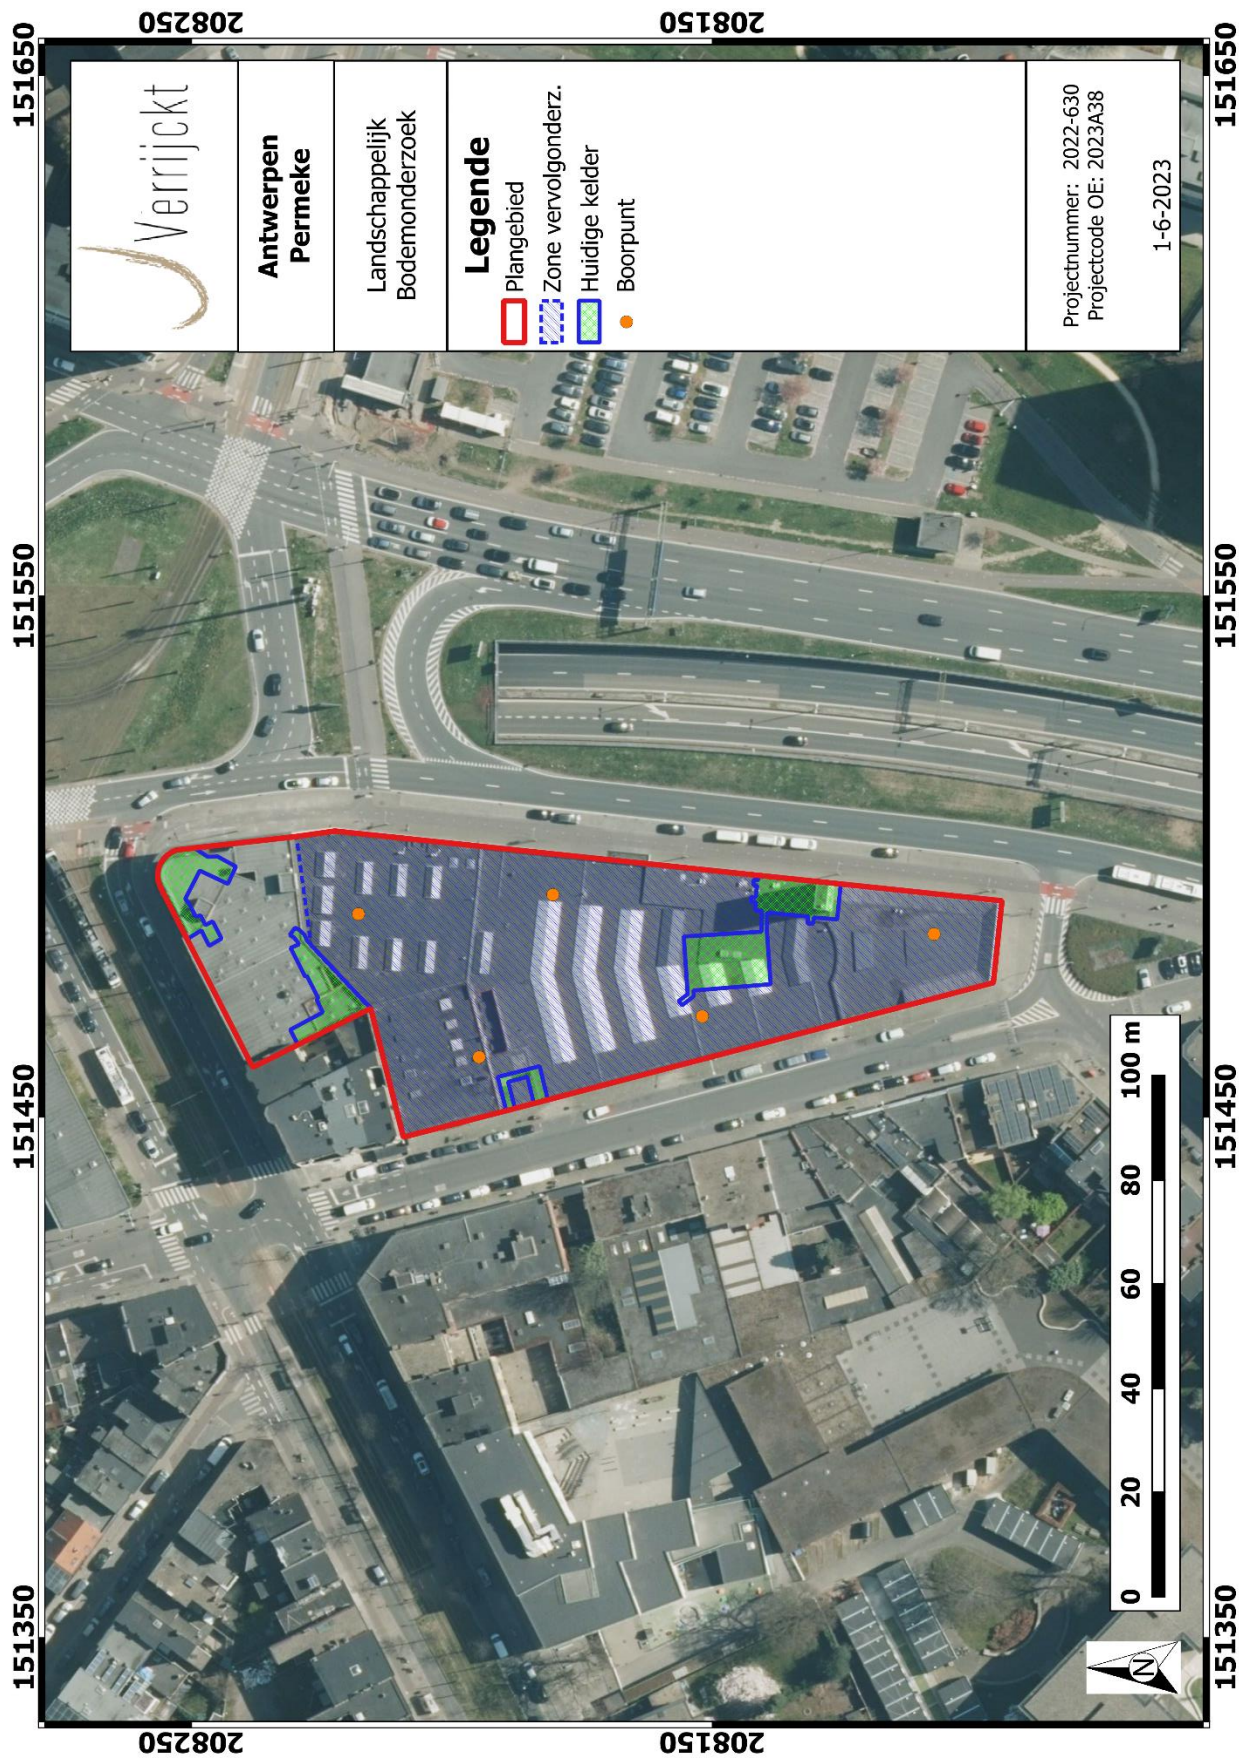 Verrijckt
Antwerpen
Permeke
Landschappelijk
Bodemonderzoek
Legende
Plangebied
Zone vervolgonderz.
Huidige kelder
Boorpunt
Projectnummer: 2022-630
Projectcode OE: 2023A38
1-6-2023
151350
151450
151550
151650
151350
151450
151550
151650
208250
208150
208250
208150
0 20 40 60 80 100 m
N